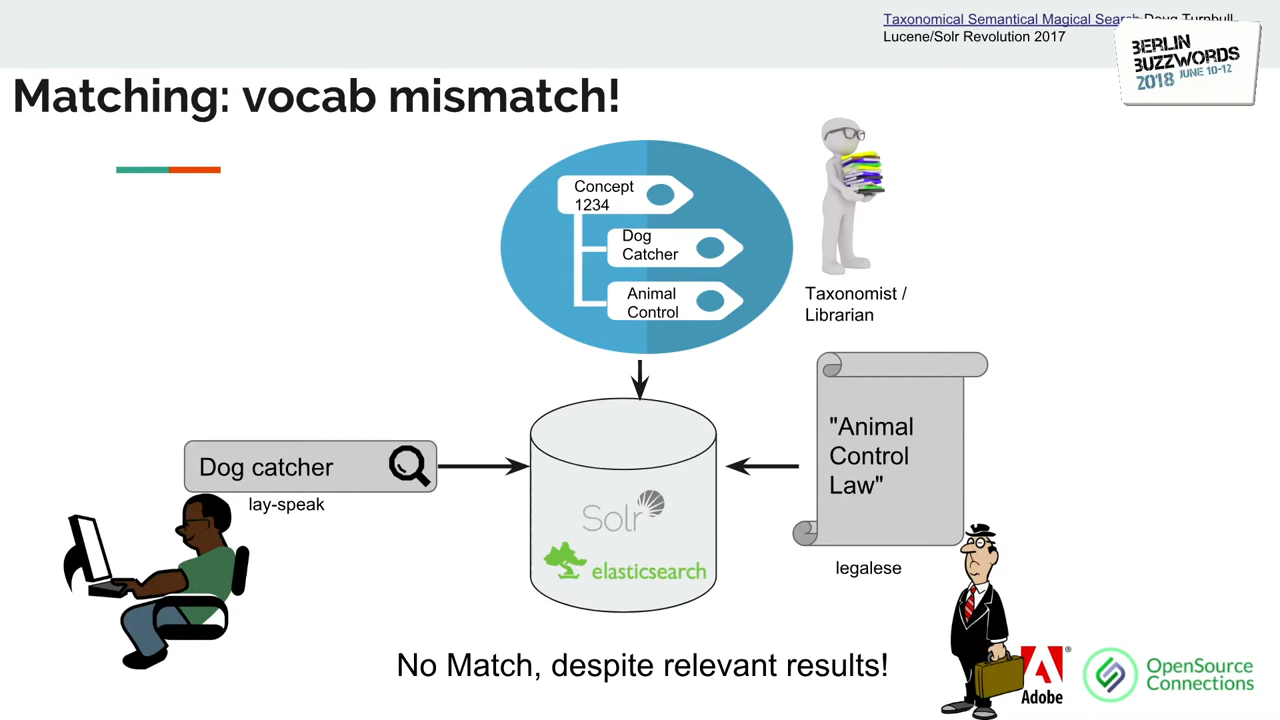 Taxonomical Semantical Magical Search Doug Turnbull
Lucene/Solr Revolution 2017
BERLIN
BUZZWORDS
2018 JUNE 10-12
Matching: vocab mismatch!
Concept
1234
Dog
Catcher
Animal
Control
Taxonomist /
Librarian
Dog catcher
lay-speak
"Animal
Control
Law"
legalese
Solr
elasticsearch
No Match, despite relevant results!
Adobe
OpenSource
Connections